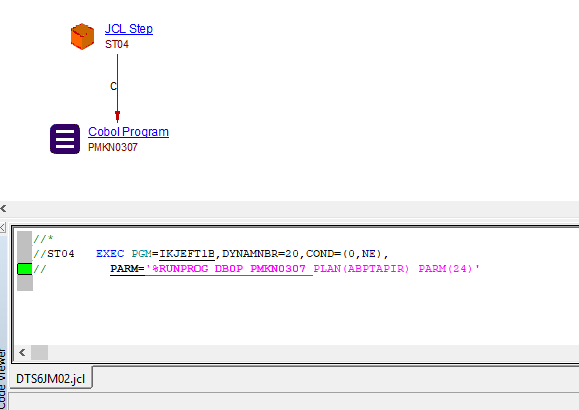 JCL Step
ST04
C
Cobol Program
PMKN0307
//*
//ST04   EXEC PGM=IKJEFT1B,DYNAMNBR=20,COND=(0,NE),
//        PARM='%RUNPROG DB0P PMKN0307 PLAN(ABPTAPIR) PARM(24)'
Code Viewer
DTS6JM02.jcl